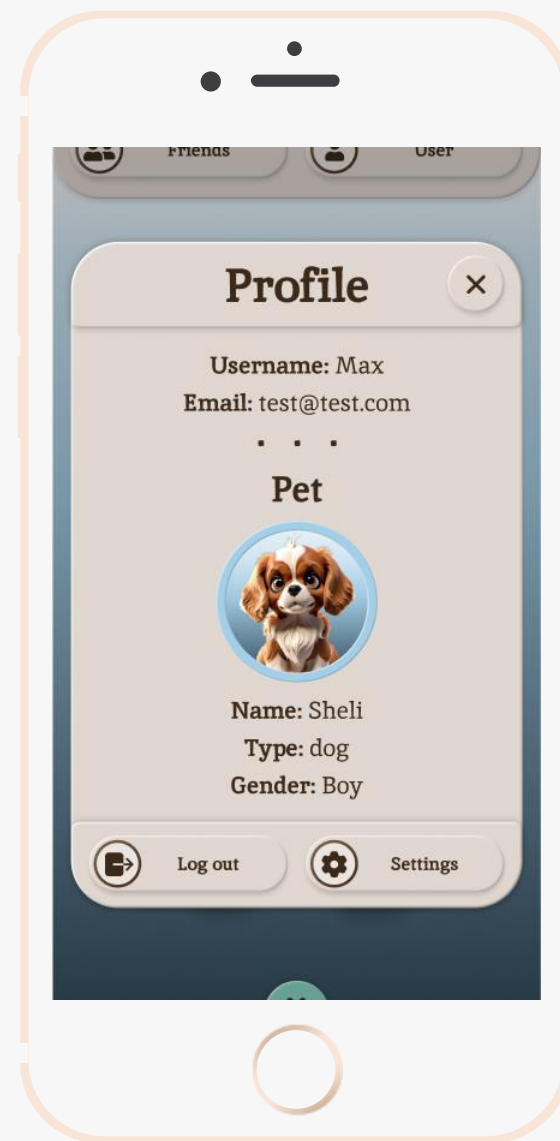 Friends
User
Profile
Username: Max
Email: test@test.com
Pet
Name: Sheli
Type: dog
Gender: Boy
Log out
Settings